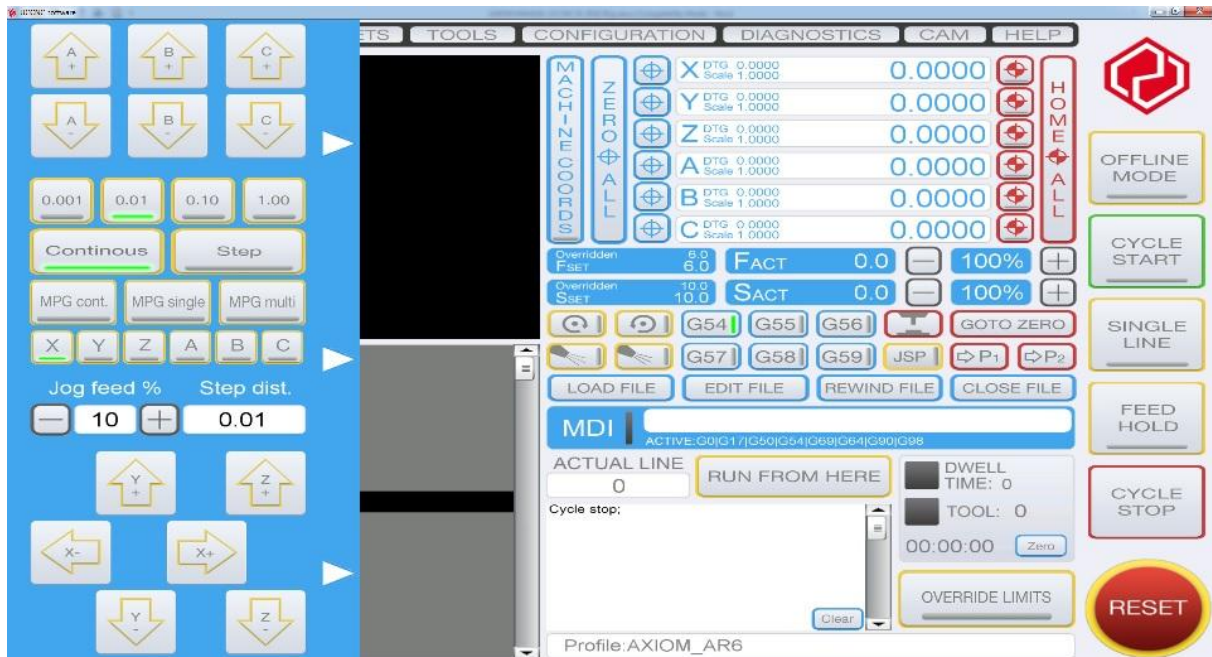 software
TS TOOLS CONFIGURATION DIAGNOSTICS CAM HELP
A
+
B
+
C
+
A
-
B
-
C
-
0.001 0.01 0.10 1.00
Continous Step
MPG cont. MPG single MPG multi
X Y Z A B C
Jog feed % Step dist.
10 0.01
Y
+
Z
+
X- X+
Y
-
Z
-
MACHINE COORDS
ZERO ALL
X DTG 0.0000 Scale 1.0000 0.0000
Y DTG 0.0000 Scale 1.0000 0.0000
Z DTG 0.0000 Scale 1.0000 0.0000
A DTG 0.0000 Scale 1.0000 0.0000
B DTG 0.0000 Scale 1.0000 0.0000
C DTG 0.0000 Scale 1.0000 0.0000
HOME ALL
Overridden 6.0
FSET 6.0 FACT 0.0 100%
Overridden 10.0
SSET 10.0 SACT 0.0 100%
G54 G55 G56 GOTO ZERO
G57 G58 G59 JSP P1 P2
LOAD FILE EDIT FILE REWIND FILE CLOSE FILE
MDI
ACTIVE:G0|G17|G50|G54|G69|G64|G90|G98
ACTUAL LINE
0
RUN FROM HERE
DWELL
TIME: 0
TOOL: 0
00:00:00 Zero
Cycle stop;
Clear
OVERRIDE LIMITS
Profile:AXIOM_AR6
OFFLINE
MODE
CYCLE
START
SINGLE
LINE
FEED
HOLD
CYCLE
STOP
RESET